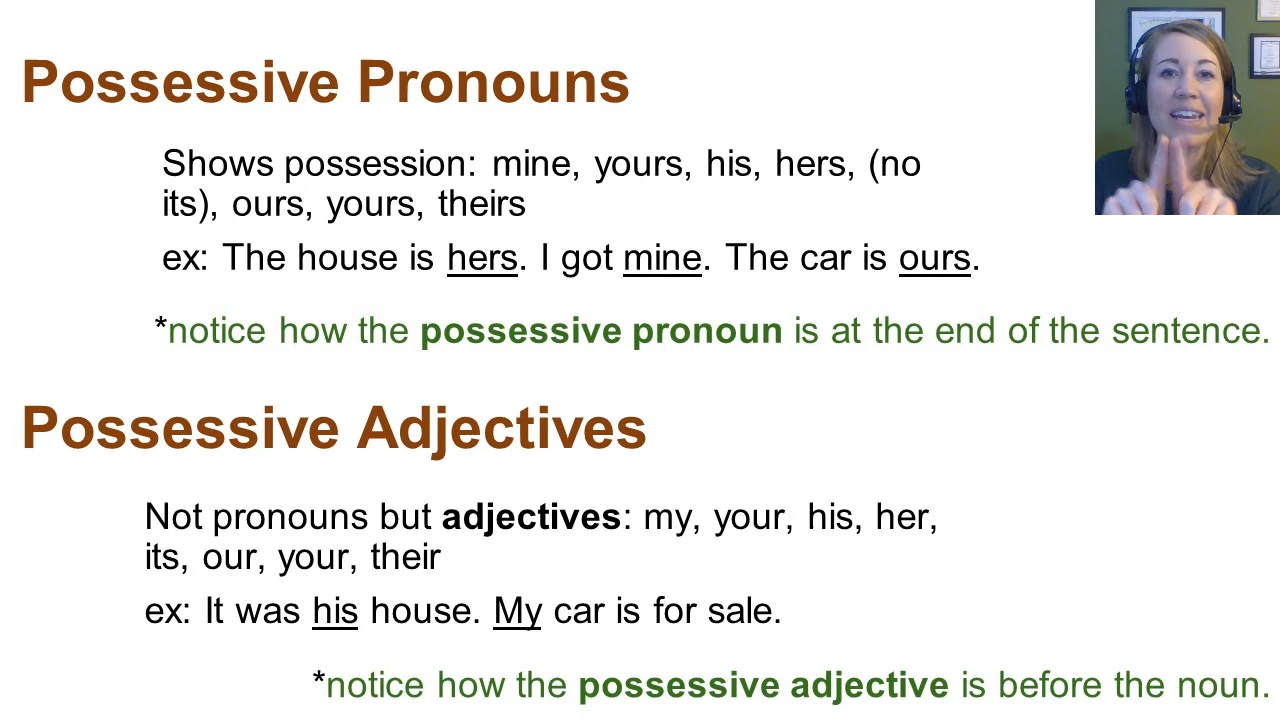 Possessive Pronouns
Shows possession: mine, yours, his, hers, (no
its), ours, yours, theirs
ex: The house is hers. I got mine. The car is ours.
*notice how the possessive pronoun is at the end of the sentence.
Possessive Adjectives
Not pronouns but adjectives: my, your, his, her,
its, our, your, their
ex: It was his house. My car is for sale.
*notice how the possessive adjective is before the noun.